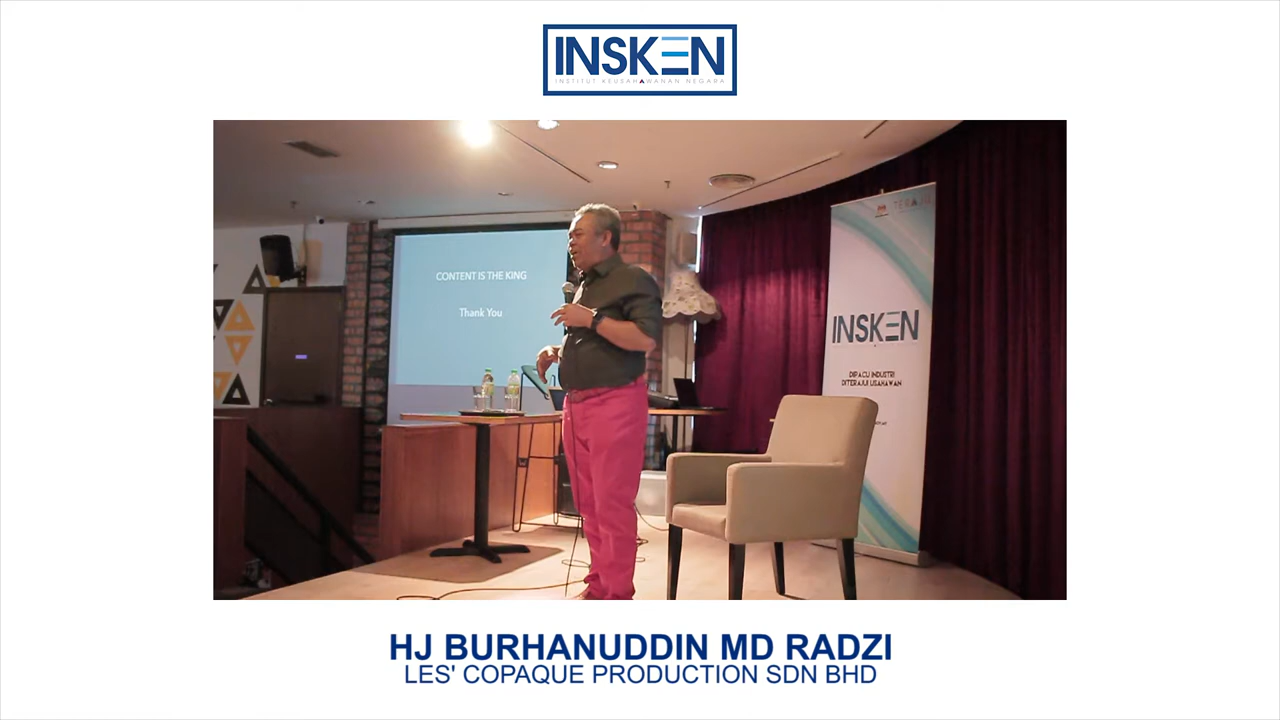 INSKEN
INSTITUT KEUSAHAWANAN NEGARA
CONTENT IS THE KING
Thank You
TERAJU
INSKEN
DIPACU INDUSTRI
DITERAJUI USAHAWAN
HJ BURHANUDDIN MD RADZI
LES' COPAQUE PRODUCTION SDN BHD